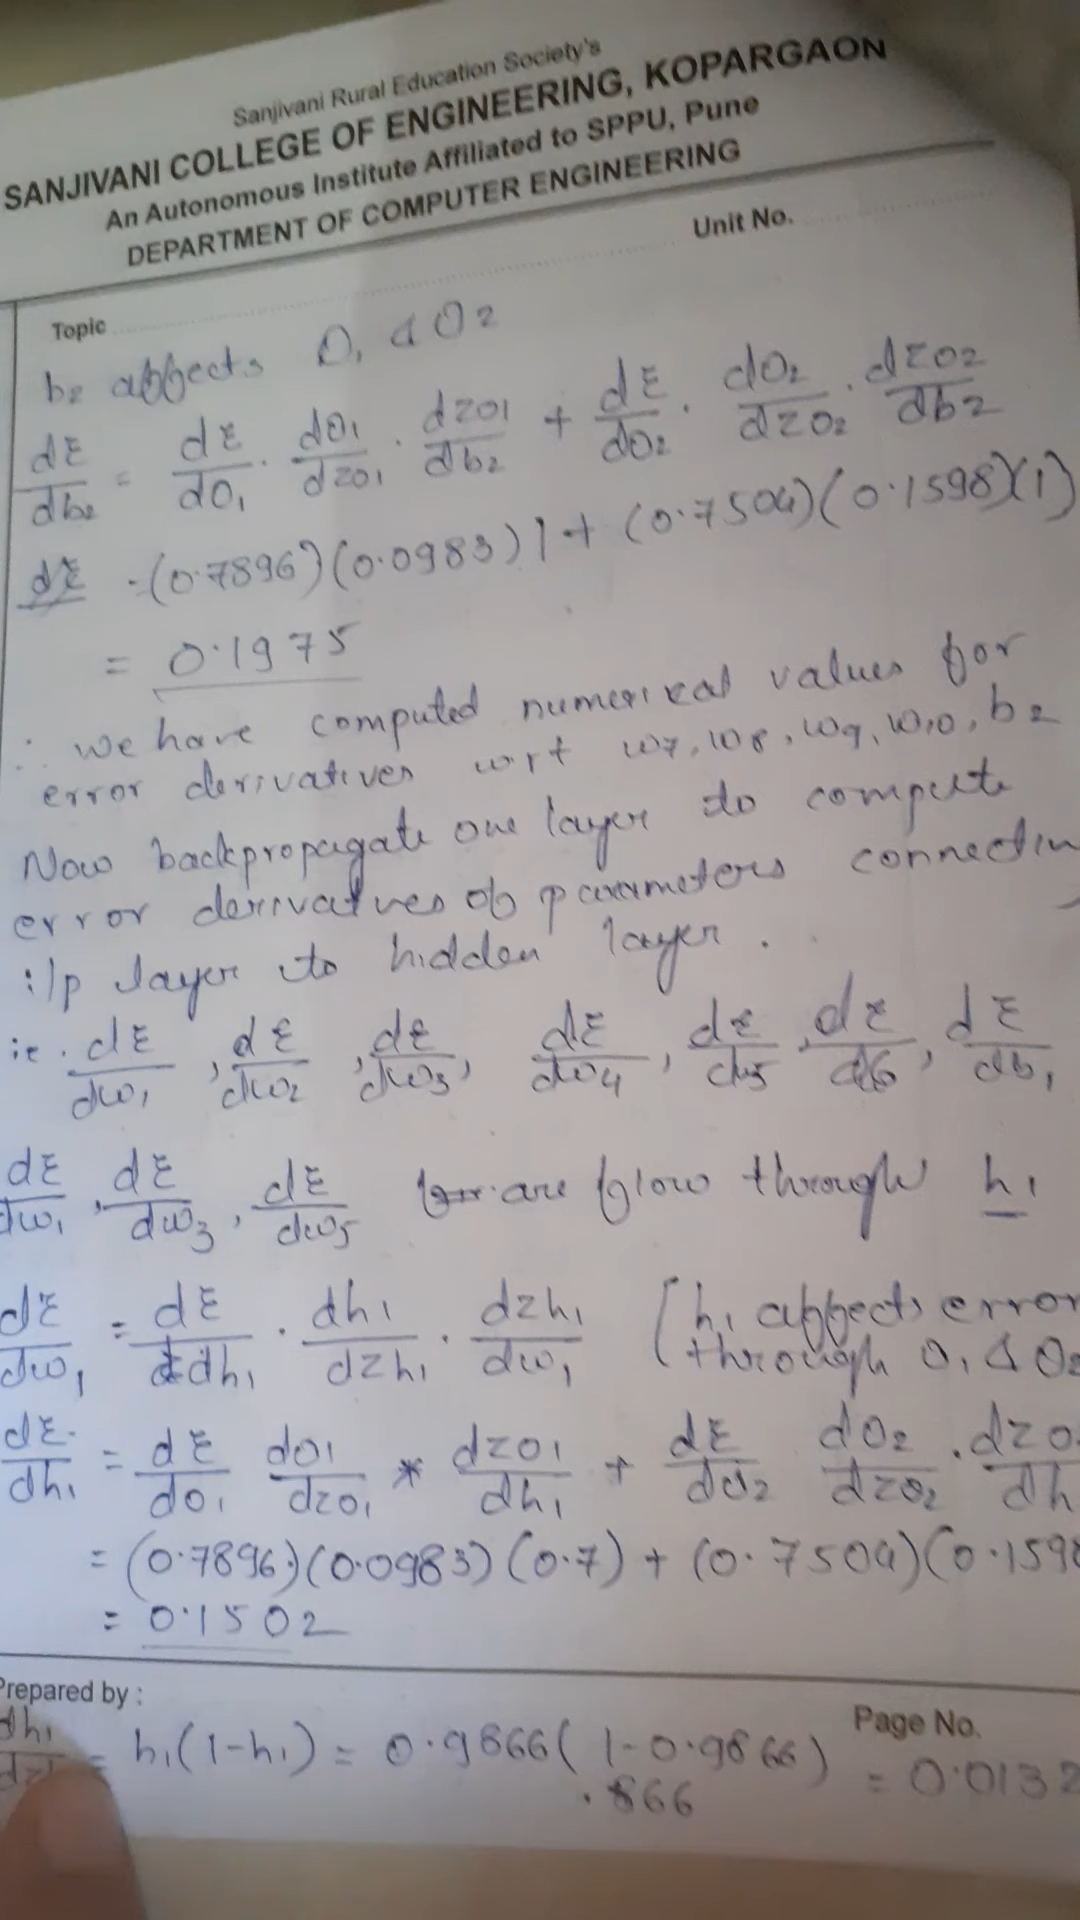 Sanjivani Rural Education Society's
SANJIVANI COLLEGE OF ENGINEERING, KOPARGAON
An Autonomous Institute Affiliated to SPPU, Pune
DEPARTMENT OF COMPUTER ENGINEERING
Unit No.
Topic
b2 affects O1 & O2
dE/db2 = dE/do1 . do1/dzo1 . dzo1/db2 + dE/do2 . do2/dzo2 . dzo2/db2
dE = (0.7896)(0.0983) 1 + (0.7504)(0.1598)(1)
= 0.1975
∴ we have computed numerical values for
error derivatives wrt w7, w8, w9, w10, b2
Now backpropagate one layer to compute
error derivatives of parameters connectin
i/p layer to hidden layer.
ie. dE/dw1, dE/dw2, dE/dw3, dE/dw4, dE/dw5, dE/d6, dE/db1
dE/dw1, dE/dw3, dE/dw5 are flow through h1
dE/dw1 = dE/dh1 . dh1/dzh1 . dzh1/dw1 (h1 affects error
through O1 & O2
dE/dh1 = dE/do1 do1/dzo1 * dzo1/dh1 + dE/do2 do2/dzo2 . dzo/dh
= (0.7896)(0.0983)(0.7) + (0.7504)(0.1598
= 0.1502
Prepared by :
Page No.
dh1/dz = h1(1-h1) = 0.9866(1-0.9866) = 0.0132
.866